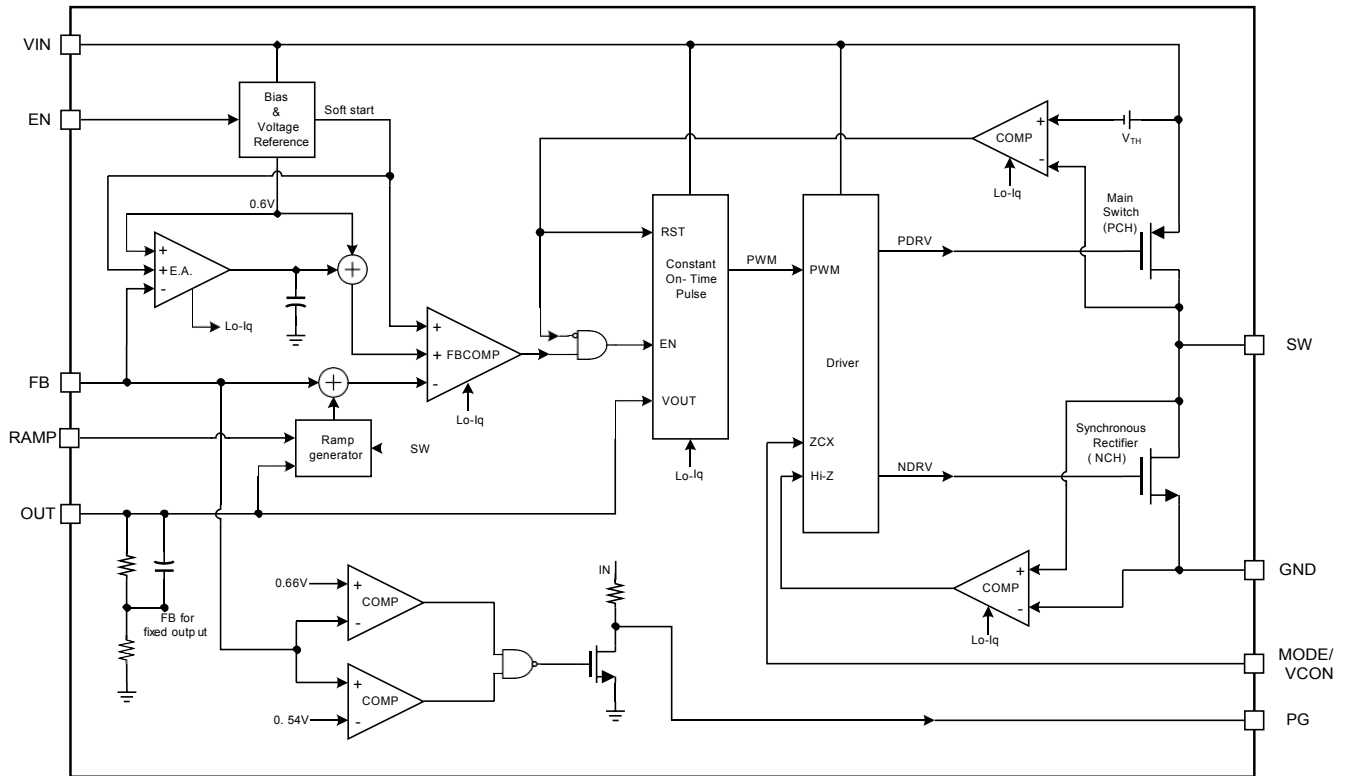 VIN
EN
Bias
&
Voltage
Reference
Soft start
0.6V
+
+
-
E.A.
Lo-Iq
+
FB
+
RAMP
Ramp
generator
SW
OUT
FB for
fixed output
+
+
-
FBCOMP
Lo-Iq
RST
Constant
On- Time
Pulse
EN
VOUT
Lo-Iq
PWM
PWM
Driver
ZCX
Hi-Z
PDRV
NDRV
+
-
COMP
Lo-Iq
VTH
Main
Switch
(PCH)
SW
Synchronous
Rectifier
( NCH)
+
-
COMP
Lo-Iq
GND
MODE/
VCON
PG
0.66V
+
-
COMP
+
-
COMP
0. 54V
IN